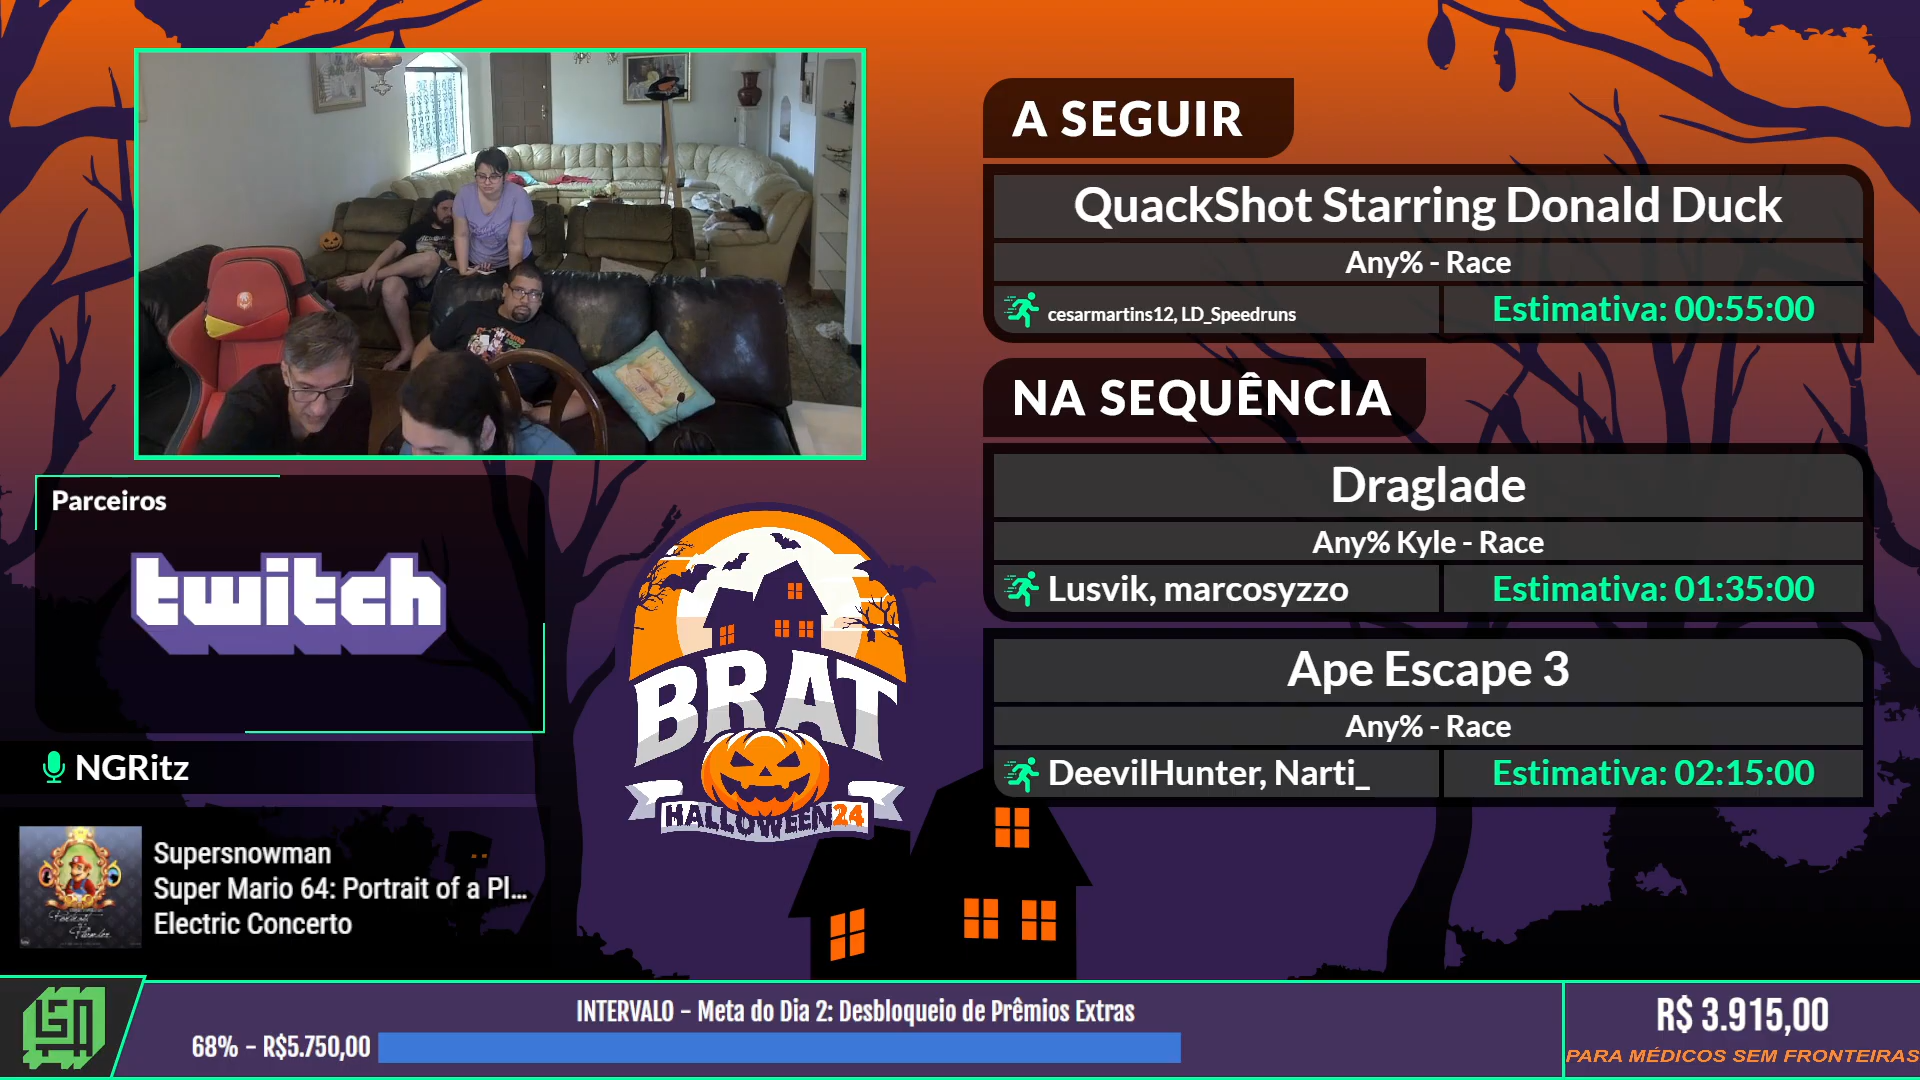 A SEGUIR
QuackShot Starring Donald Duck
Any% - Race
cesarmartins12, LD_Speedruns
Estimativa: 00:55:00
NA SEQUÊNCIA
Draglade
Any% Kyle - Race
Lusvik, marcosyzzo
Estimativa: 01:35:00
Ape Escape 3
Any% - Race
DeevilHunter, Narti_
Estimativa: 02:15:00
Parceiros
twitch
BRAT
HALLOWEEN24
NGRitz
Supersnowman
Super Mario 64: Portrait of a Pl...
Electric Concerto
INTERVALO - Meta do Dia 2: Desbloqueio de Prêmios Extras
68% - R$5.750,00
R$ 3.915,00
PARA MÉDICOS SEM FRONTEIRAS